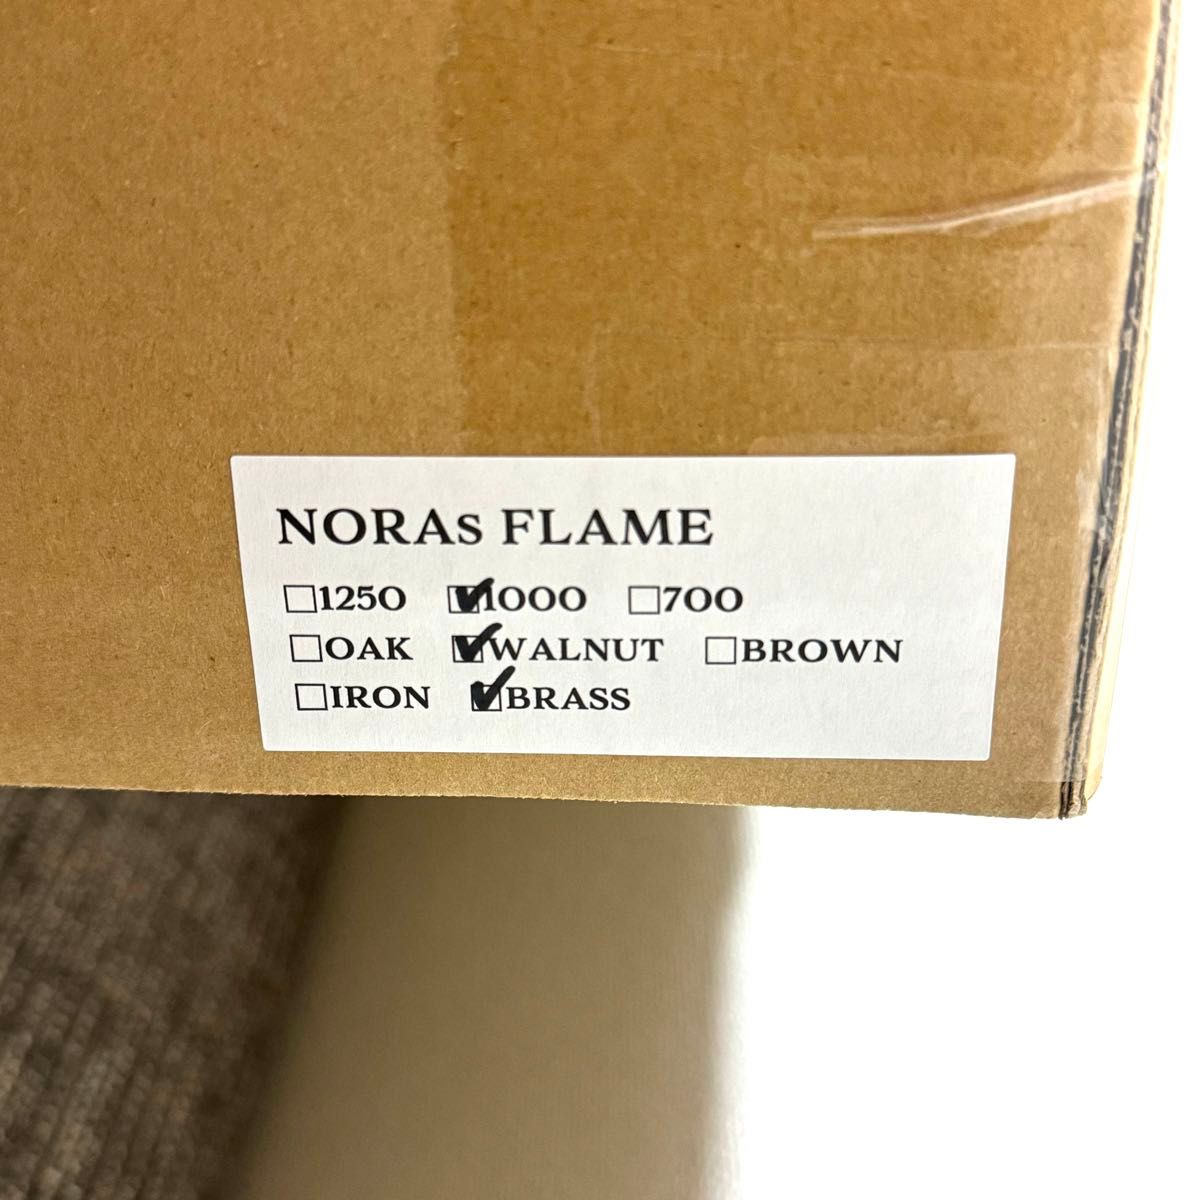 NORAs FLAME
☐1250 ☑1000 ☐700
☐OAK ☑WALNUT ☐BROWN
☐IRON ☑BRASS